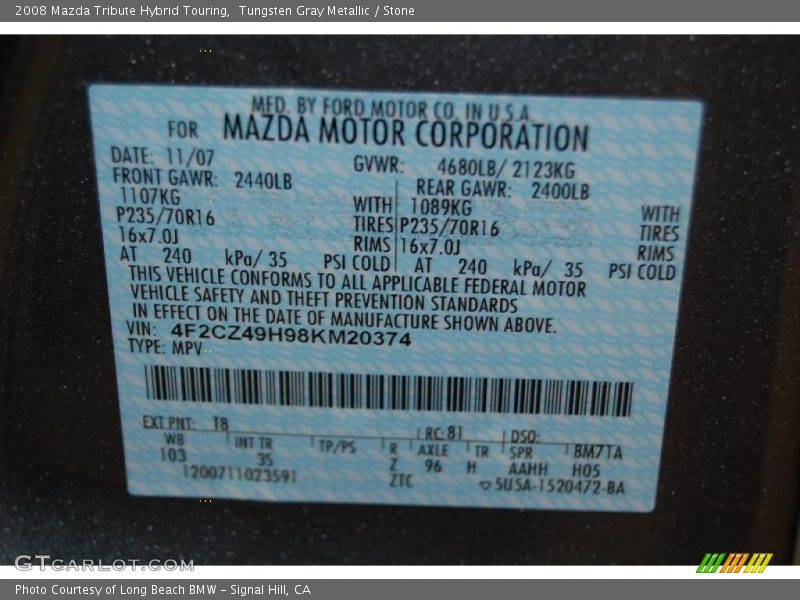 2008 Mazda Tribute Hybrid Touring,  Tungsten Gray Metallic / Stone
MFD. BY FORD MOTOR CO. IN U.S.A.
FOR MAZDA MOTOR CORPORATION
DATE: 11/07 GVWR: 4680LB/ 2123KG
FRONT GAWR: 2440LB REAR GAWR: 2400LB
1107KG WITH 1089KG WITH
P235/70R16 TIRES P235/70R16 TIRES
16x7.0J RIMS 16x7.0J RIMS
AT 240 kPa/ 35 PSI COLD AT 240 kPa/ 35 PSI COLD
THIS VEHICLE CONFORMS TO ALL APPLICABLE FEDERAL MOTOR
VEHICLE SAFETY AND THEFT PREVENTION STANDARDS
IN EFFECT ON THE DATE OF MANUFACTURE SHOWN ABOVE.
VIN: 4F2CZ49H98KM20374
TYPE: MPV
EXT PNT: T8 RC: 81 DSO:
WB INT TR TP/PS R AXLE TR SPR 8M7TA
103 3S Z 96 H AAHH H05
1200711023591 ZTC 5U5A-1520472-BA
GTCARLOT.COM
Photo Courtesy of Long Beach BMW - Signal Hill, CA